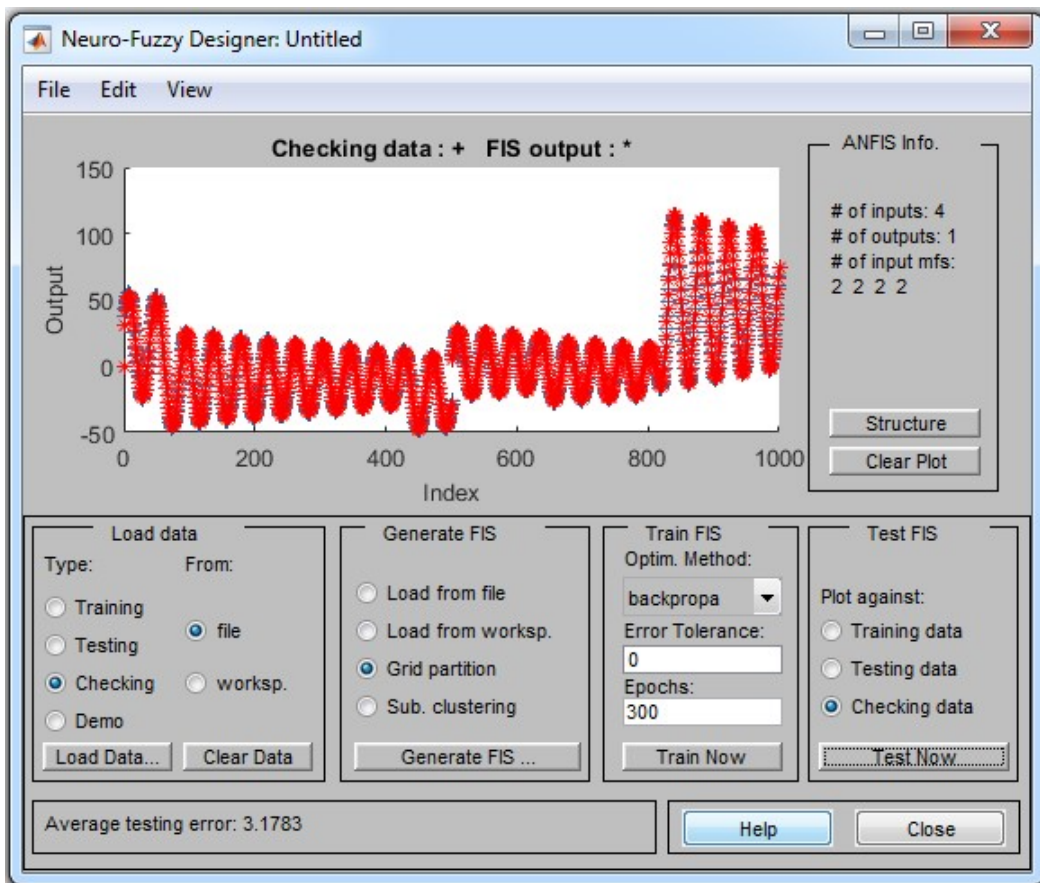 Neuro-Fuzzy Designer: Untitled
File Edit View
Checking data : + FIS output : *
150
100
50
0
-50
Output
0 200 400 600 800 1000
Index
ANFIS Info.
# of inputs: 4
# of outputs: 1
# of input mfs:
2 2 2 2
Structure
Clear Plot
Load data
Type: From:
Training
Testing
Checking
Demo
file
worksp.
Load Data... Clear Data
Generate FIS
Load from file
Load from worksp.
Grid partition
Sub. clustering
Generate FIS ...
Train FIS
Optim. Method:
backpropa
Error Tolerance:
0
Epochs:
300
Train Now
Test FIS
Plot against:
Training data
Testing data
Checking data
Test Now
Average testing error: 3.1783
Help Close